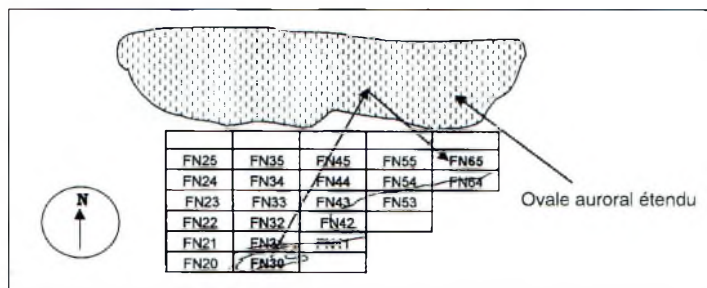 FN25 FN35 FN45 FN55 FN65
FN24 FN34 FN44 FN54 FN64
FN23 FN33 FN43 FN53
FN22 FN32 FN42
FN21 FN31 FN41
FN20 FN30
N
Ovale auroral étendu